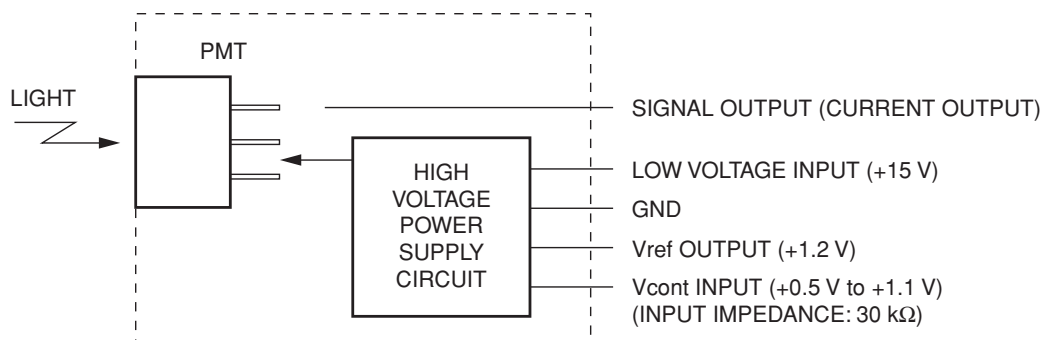 PMT
LIGHT
SIGNAL OUTPUT (CURRENT OUTPUT)
HIGH
VOLTAGE
POWER
SUPPLY
CIRCUIT
LOW VOLTAGE INPUT (+15 V)
GND
Vref OUTPUT (+1.2 V)
Vcont INPUT (+0.5 V to +1.1 V)
(INPUT IMPEDANCE: 30 kΩ)